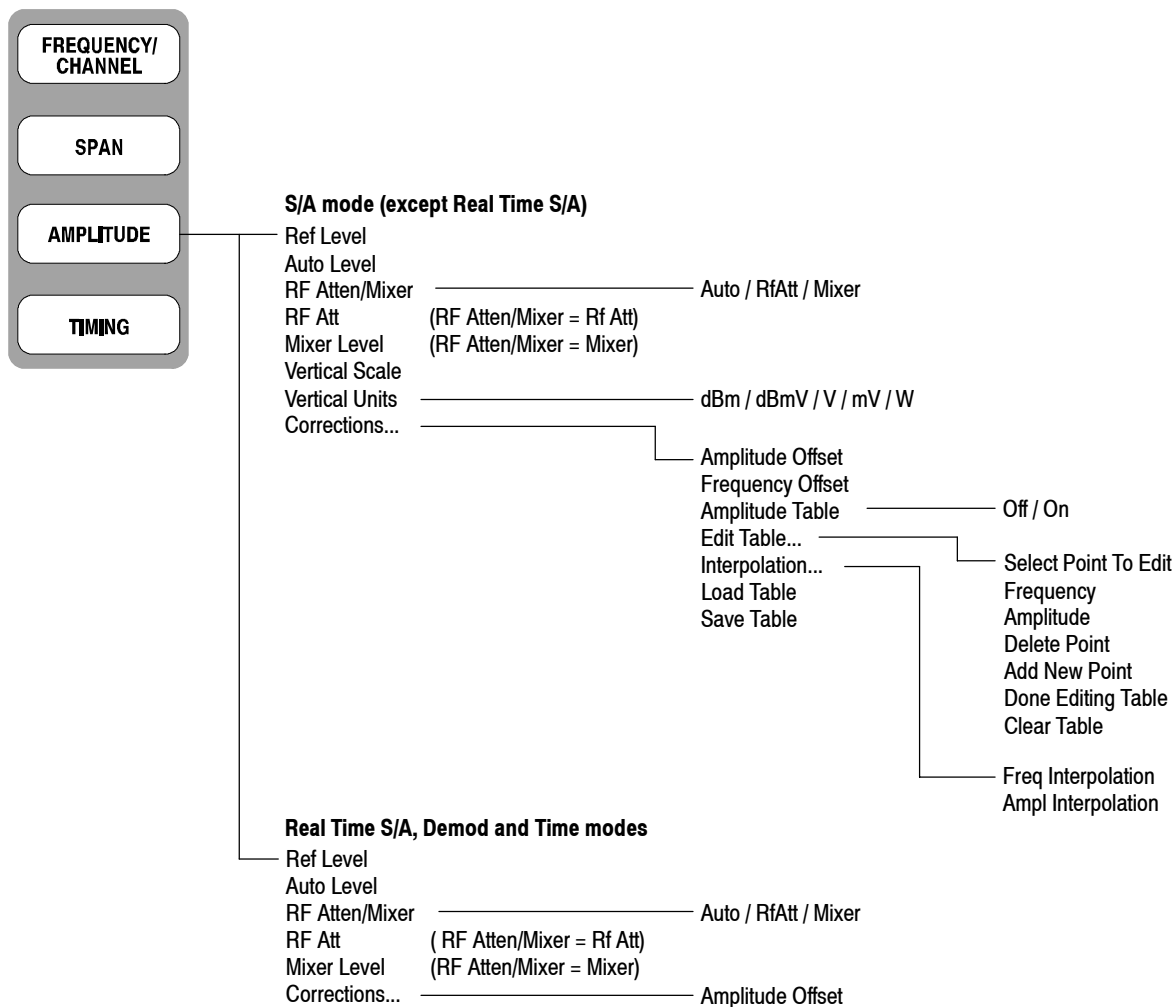 FREQUENCY/
CHANNEL
SPAN
AMPLITUDE
TIMING
S/A mode (except Real Time S/A)
Ref Level
Auto Level
RF Atten/Mixer Auto / RfAtt / Mixer
RF Att (RF Atten/Mixer = Rf Att)
Mixer Level (RF Atten/Mixer = Mixer)
Vertical Scale
Vertical Units dBm / dBmV / V / mV / W
Corrections...
Amplitude Offset
Frequency Offset
Amplitude Table Off / On
Edit Table...
Interpolation...
Load Table
Save Table
Select Point To Edit
Frequency
Amplitude
Delete Point
Add New Point
Done Editing Table
Clear Table
Freq Interpolation
Ampl Interpolation
Real Time S/A, Demod and Time modes
Ref Level
Auto Level
RF Atten/Mixer Auto / RfAtt / Mixer
RF Att ( RF Atten/Mixer = Rf Att)
Mixer Level (RF Atten/Mixer = Mixer)
Corrections... Amplitude Offset